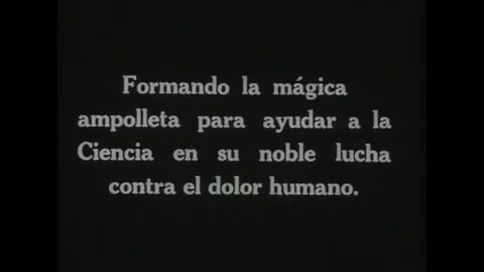 Formando la mágica
ampolleta para ayudar a la
Ciencia en su noble lucha
contra el dolor humano.